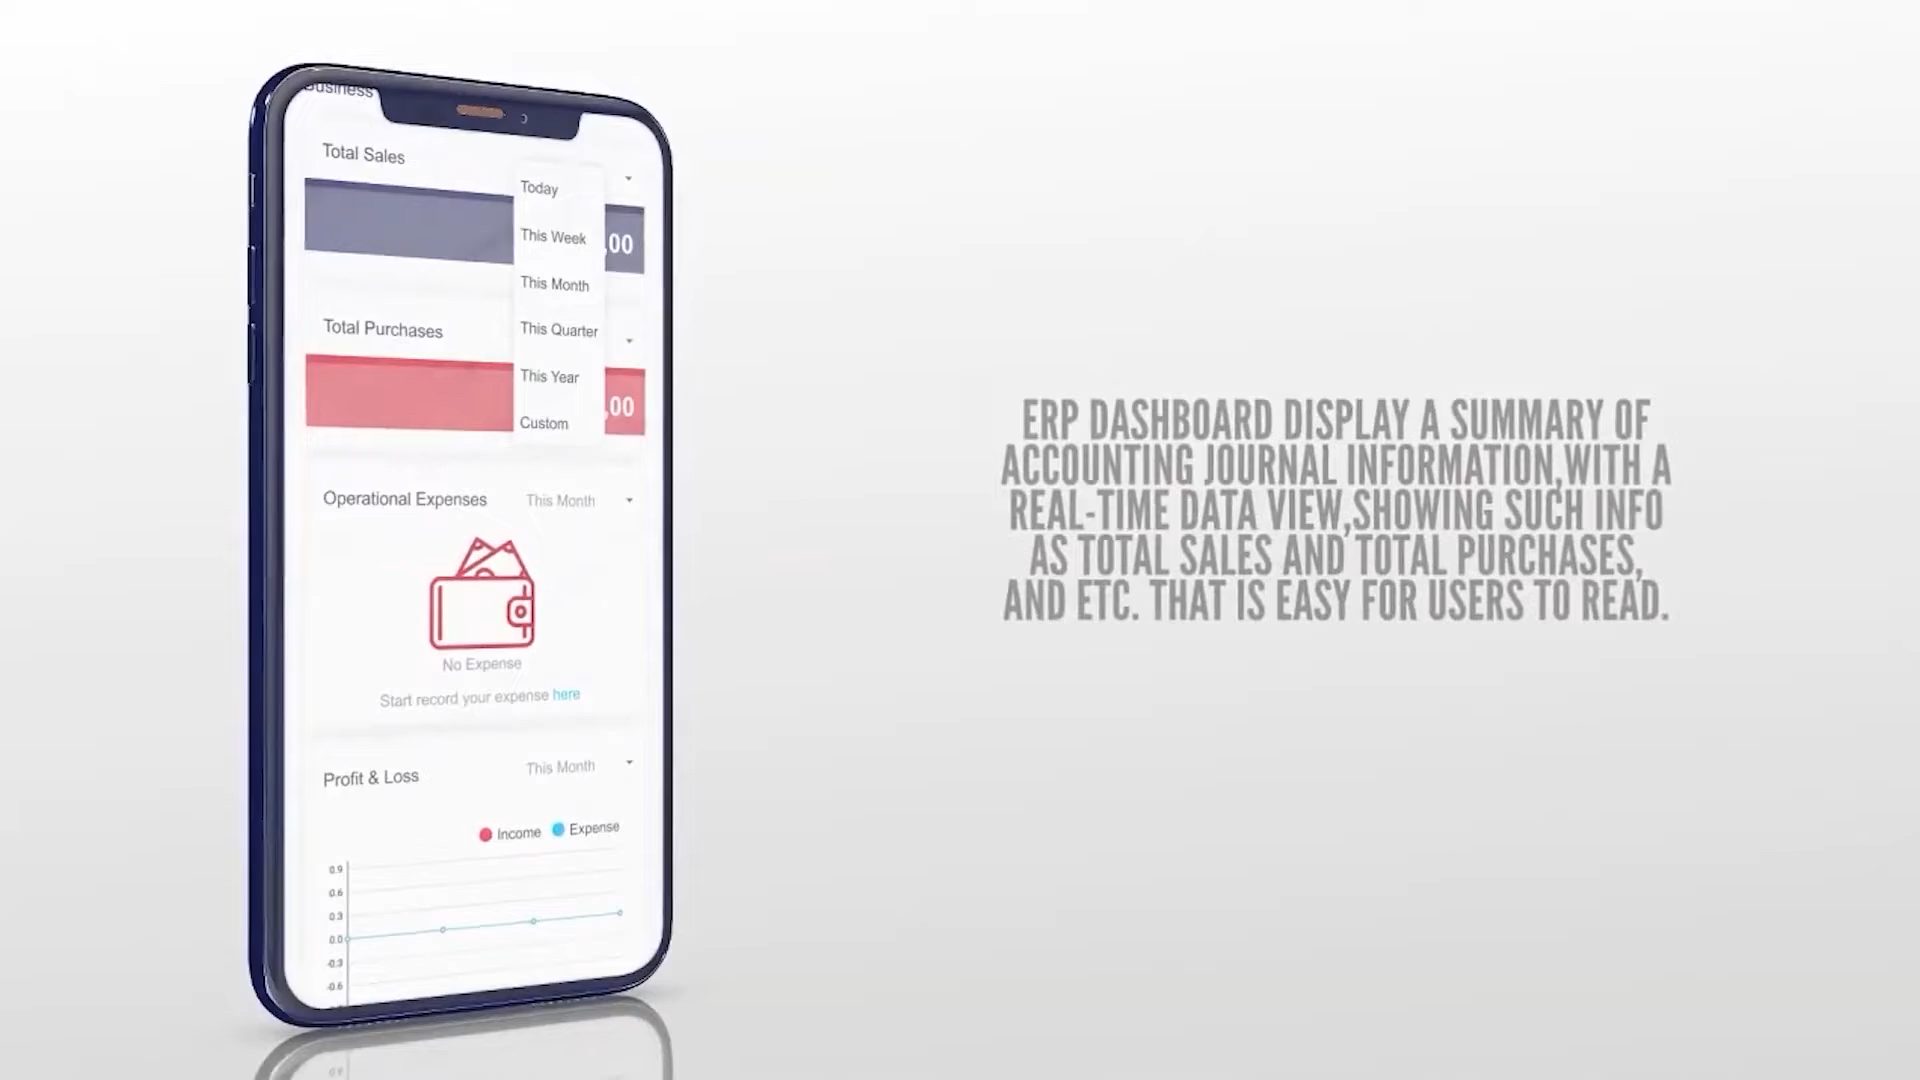 Business
Total Sales
Today
This Week
,00
This Month
Total Purchases
This Quarter
This Year
,00
Custom
Operational Expenses This Month
No Expense
Start record your expense here
Profit & Loss This Month
Income Expense
0.9
0.6
0.3
0.0
-0.3
-0.6
ERP DASHBOARD DISPLAY A SUMMARY OF
ACCOUNTING JOURNAL INFORMATION,WITH A
REAL-TIME DATA VIEW,SHOWING SUCH INFO
AS TOTAL SALES AND TOTAL PURCHASES,
AND ETC. THAT IS EASY FOR USERS TO READ.